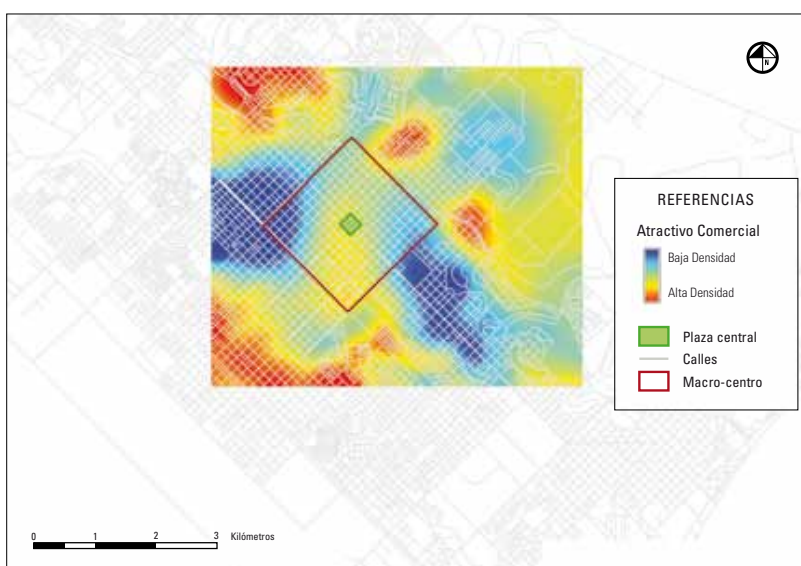 N
REFERENCIAS
Atractivo Comercial
Baja Densidad
Alta Densidad
Plaza central
Calles
Macro-centro
0 1 2 3 Kilómetros